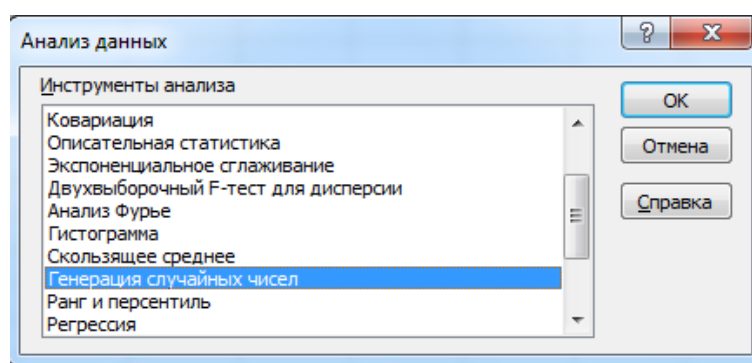 Анализ данных
Инструменты анализа
Ковариация
Описательная статистика
Экспоненциальное сглаживание
Двухвыборочный F-тест для дисперсии
Анализ Фурье
Гистограмма
Скользящее среднее
Генерация случайных чисел
Ранг и персентиль
Регрессия
ОК
Отмена
Справка